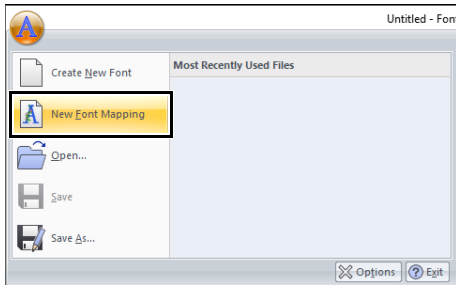 Untitled - Fon
Create New Font
Most Recently Used Files
New Font Mapping
Open...
Save
Save As...
Options
Exit